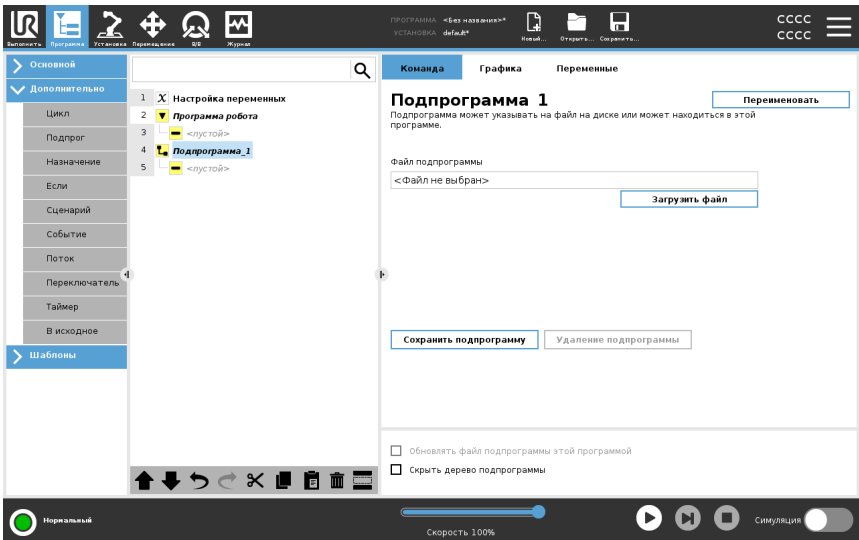 UR
Выполнить
Программа
Установка
Перемещение
В/В
Журнал
ПРОГРАММА <Без названия>*
УСТАНОВКА default*
Новый...
Открыть...
Сохранить...
CCCC
CCCC
Основной
Дополнительно
Цикл
Подпрог
Назначение
Если
Сценарий
Событие
Поток
Переключатель
Таймер
В исходное
Шаблоны
1 X Настройка переменных
2 Программа робота
3 <пустой>
4 Подпрограмма_1
5 <пустой>
Команда
Графика
Переменные
Подпрограмма 1
Переименовать
Подпрограмма может указывать на файл на диске или может находиться в этой
программе.
Файл подпрограммы
<Файл не выбран>
Загрузить файл
Сохранить подпрограмму
Удаление подпрограммы
Обновлять файл подпрограммы этой программой
Скрыть дерево подпрограммы
Нормальный
Скорость 100%
Симуляция